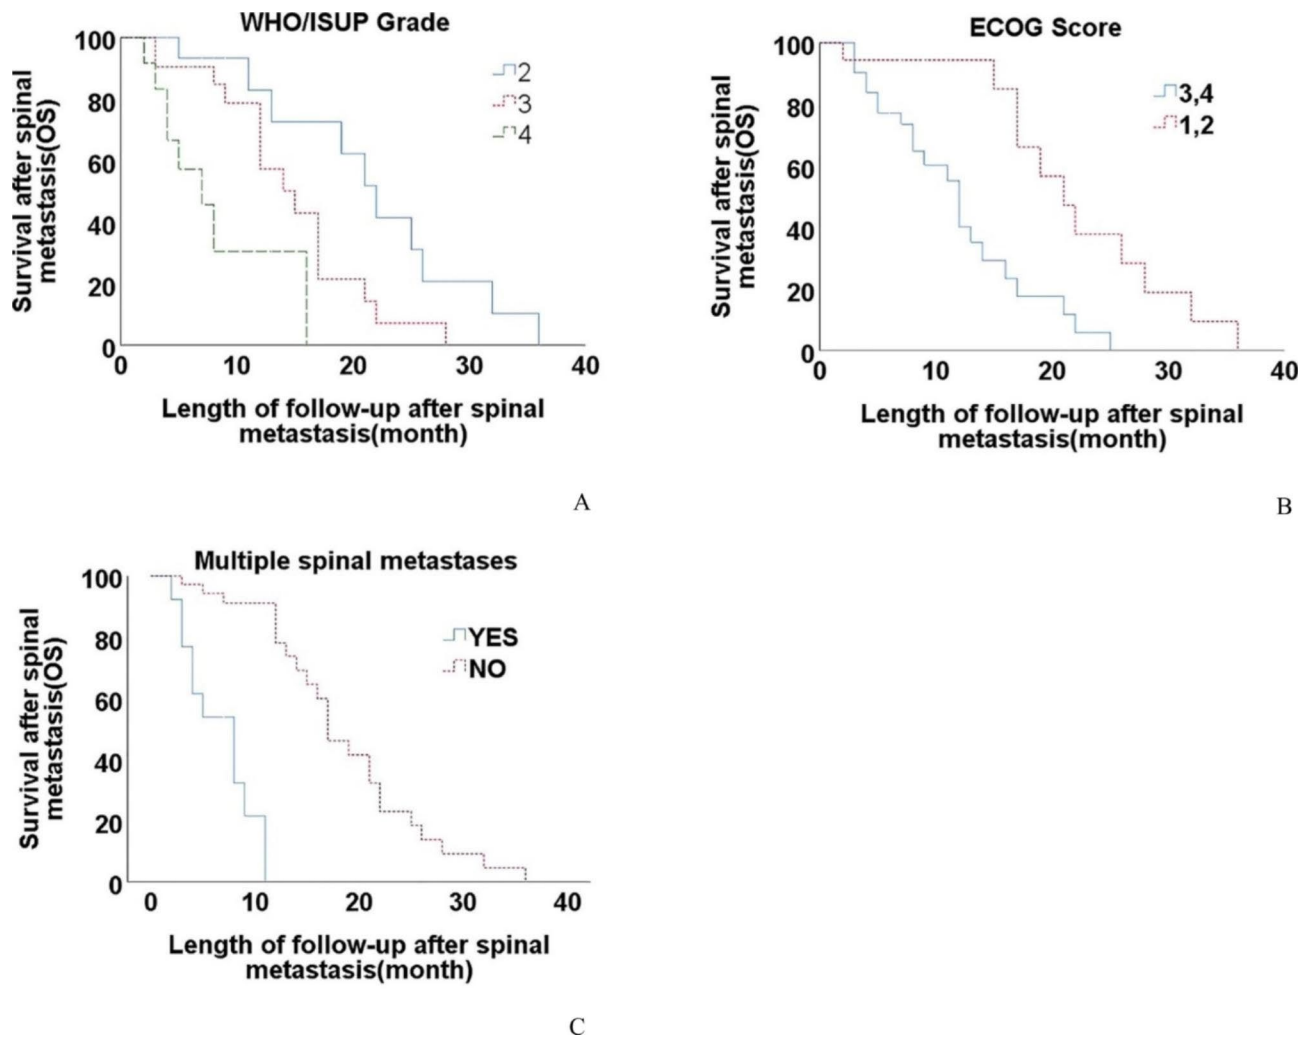 WHO/ISUP Grade
Survival after spinal
metastasis(OS)
100
80
60
40
20
0
2
3
4
0 10 20 30 40
Length of follow-up after spinal
metastasis(month)
A
ECOG Score
Survival after spinal
metastasis(OS)
100
80
60
40
20
0
3,4
1,2
0 10 20 30 40
Length of follow-up after spinal
metastasis(month)
B
Multiple spinal metastases
Survival after spinal
metastasis(OS)
100
80
60
40
20
0
YES
NO
0 10 20 30 40
Length of follow-up after spinal
metastasis(month)
C